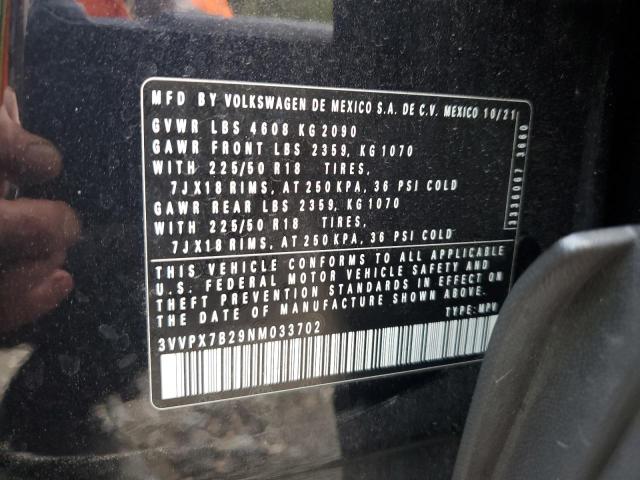 MFD BY VOLKSWAGEN DE MEXICO S.A. DE C.V. MEXICO 10/21
GVWR LBS 4608 KG 2090
GAWR FRONT LBS 2359, KG 1070
WITH 225/50 R18 TIRES,
7JX18 RIMS, AT 250 KPA, 36 PSI COLD
GAWR REAR LBS 2359, KG 1070
WITH 225/50 R18 TIRES,
7JX18 RIMS, AT 250 KPA, 36 PSI COLD
THIS VEHICLE CONFORMS TO ALL APPLICABLE
U.S. FEDERAL MOTOR VEHICLE SAFETY AND
THEFT PREVENTION STANDARDS IN EFFECT ON
THE DATE OF MANUFACTURE SHOWN ABOVE.
TYPE: MPV
3VVPX7B29NM033702
3336067 3660